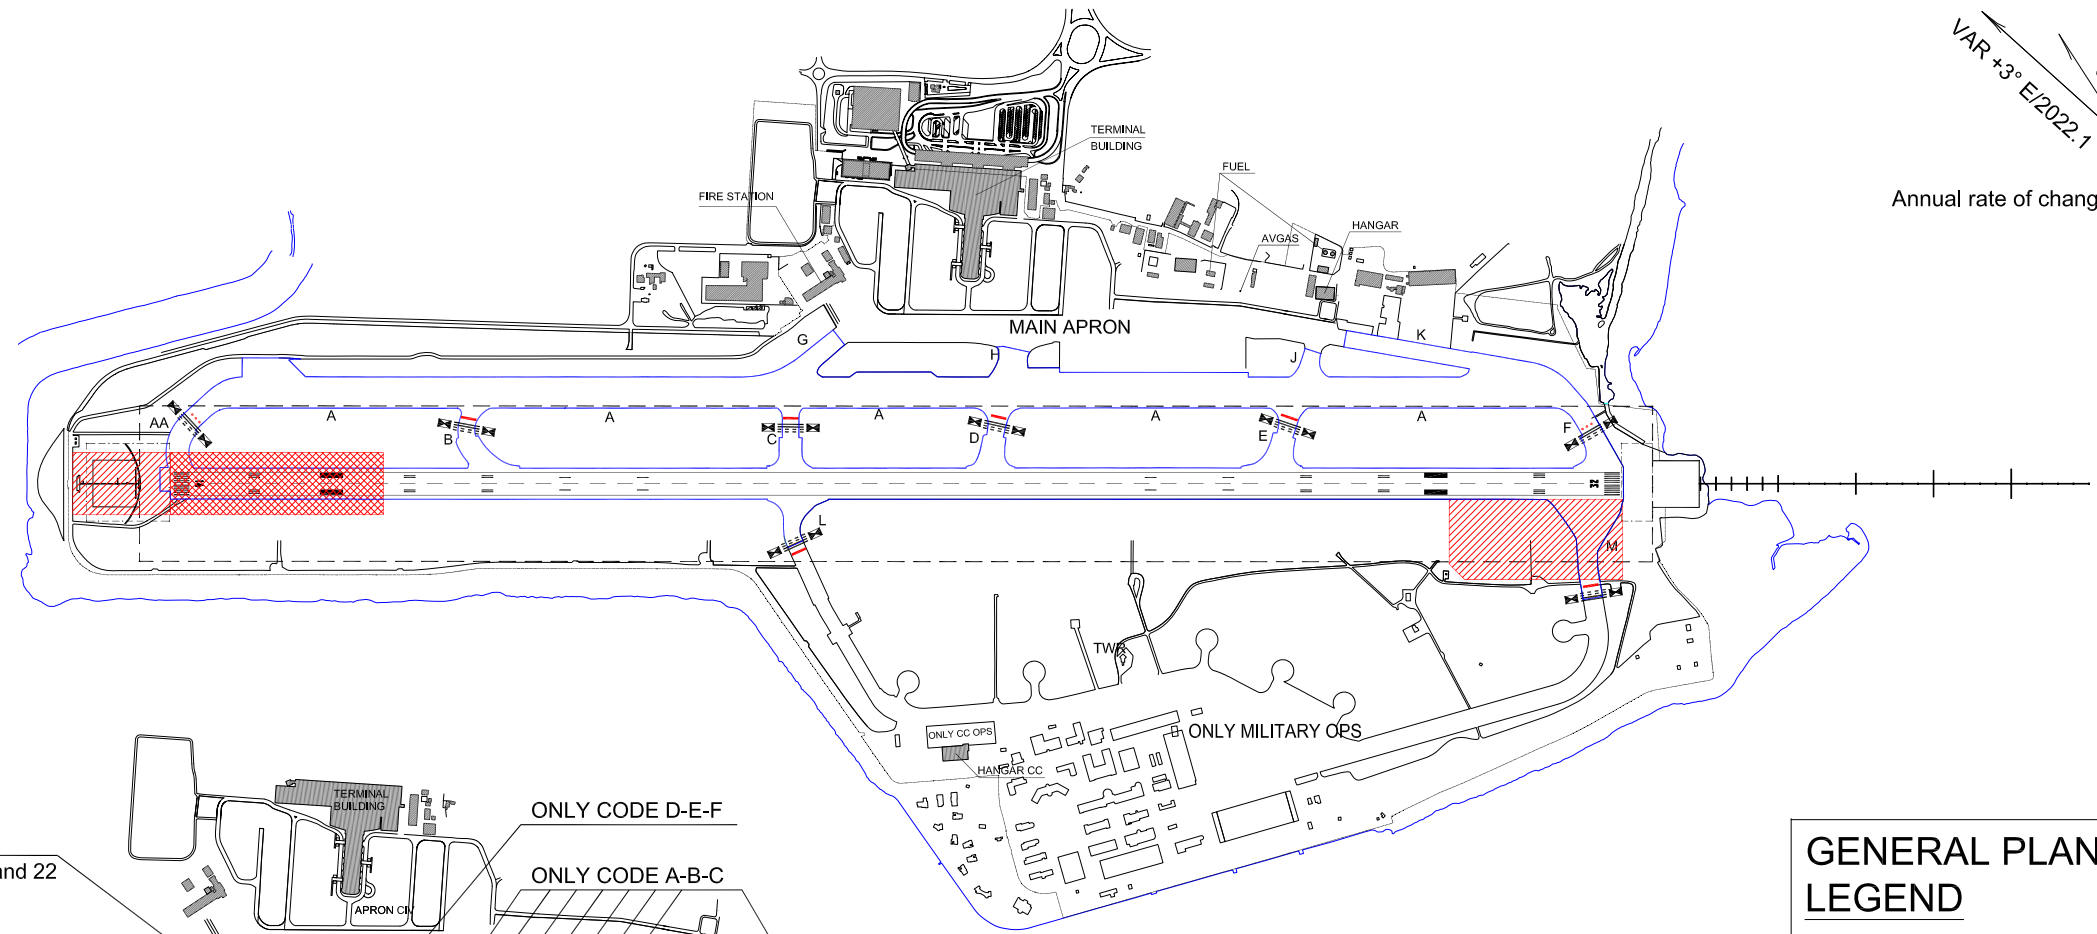 VAR +3° E/2022.1
Annual rate of chang
TERMINAL
BUILDING
FUEL
FIRE STATION
HANGAR
AVGAS
MAIN APRON
G
H
J
K
AA
A
A
A
A
A
B
C
D
E
F
32
L
M
TWR
ONLY CC OPS
ONLY MILITARY OPS
HANGAR CC
TERMINAL
BUILDING
ONLY CODE D-E-F
and 22
ONLY CODE A-B-C
APRON CIV
GENERAL PLAN
LEGEND